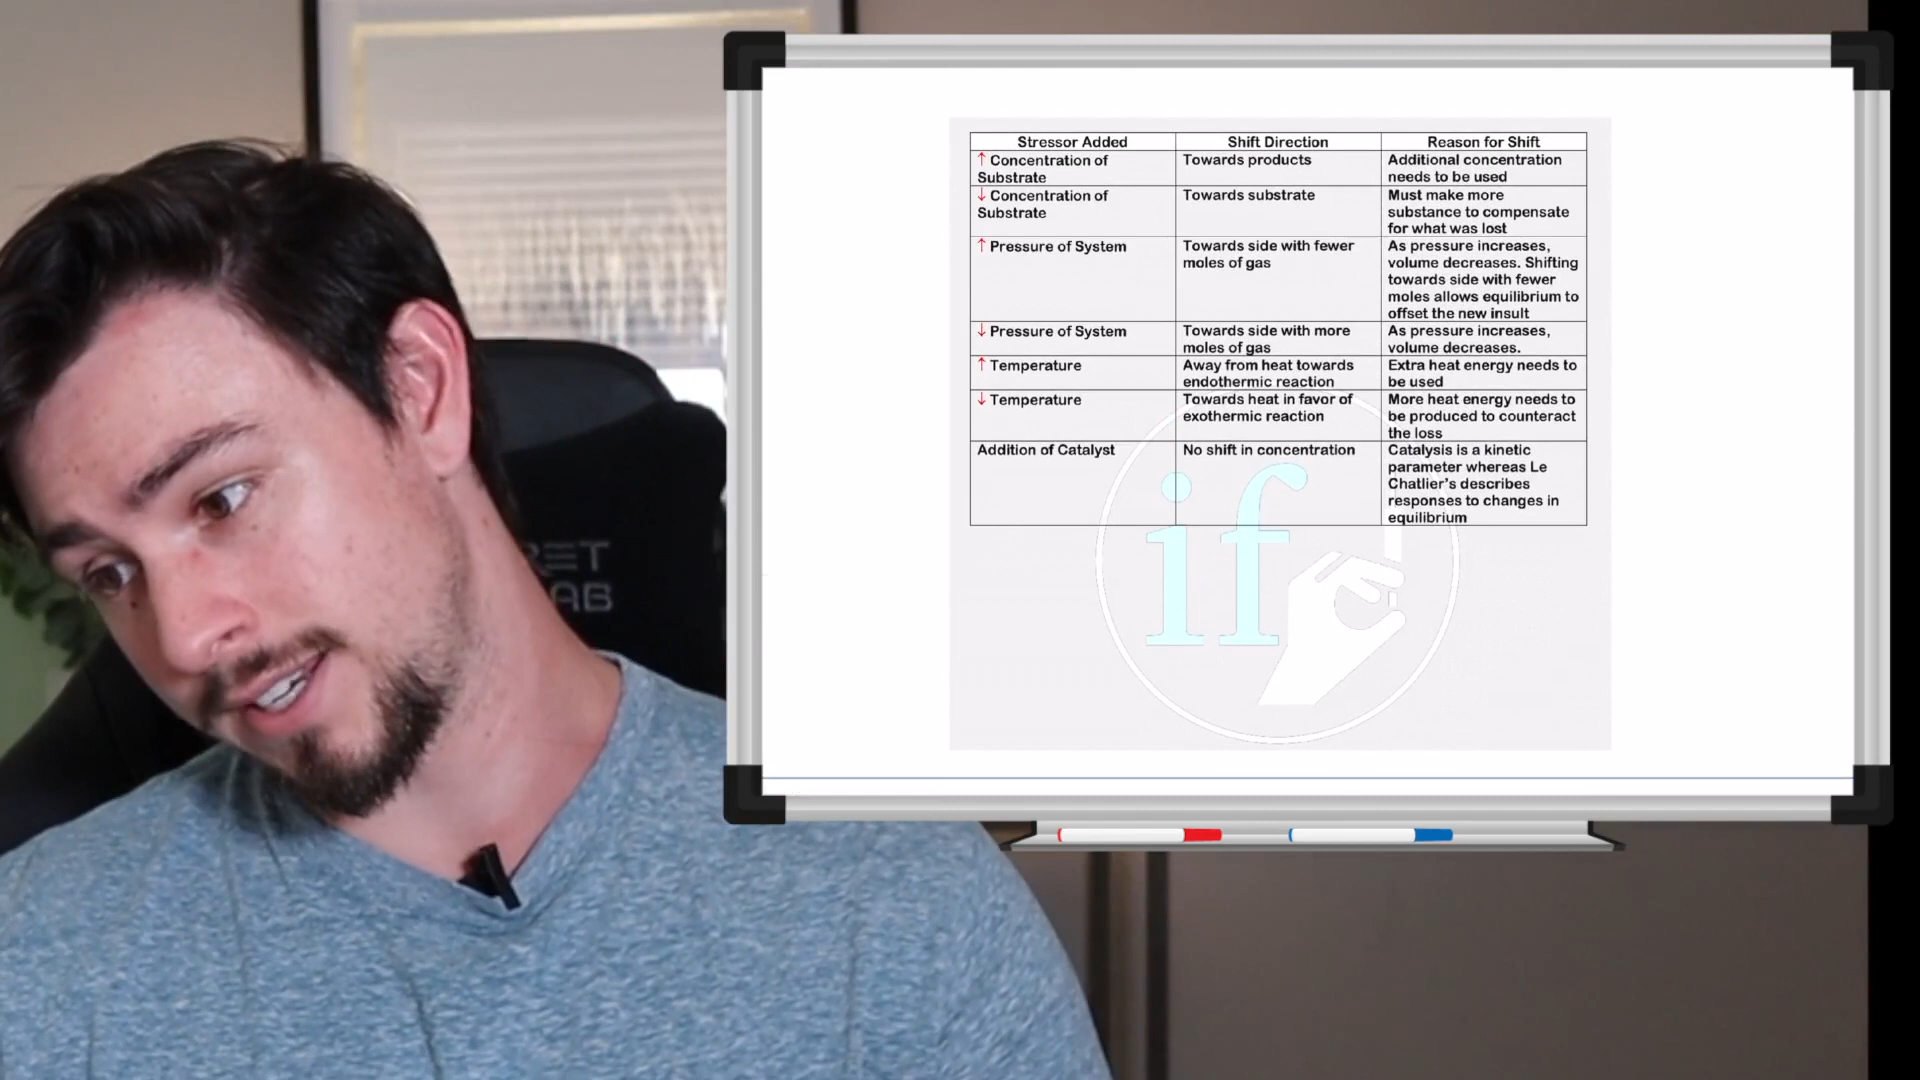 Stressor Added Shift Direction Reason for Shift
↑ Concentration of Substrate Towards products Additional concentration needs to be used
↓ Concentration of Substrate Towards substrate Must make more substance to compensate for what was lost
↑ Pressure of System Towards side with fewer moles of gas As pressure increases, volume decreases. Shifting towards side with fewer moles allows equilibrium to offset the new insult
↓ Pressure of System Towards side with more moles of gas As pressure increases, volume decreases.
↑ Temperature Away from heat towards endothermic reaction Extra heat energy needs to be used
↓ Temperature Towards heat in favor of exothermic reaction More heat energy needs to be produced to counteract the loss
Addition of Catalyst No shift in concentration Catalysis is a kinetic parameter whereas Le Chatlier's describes responses to changes in equilibrium
if